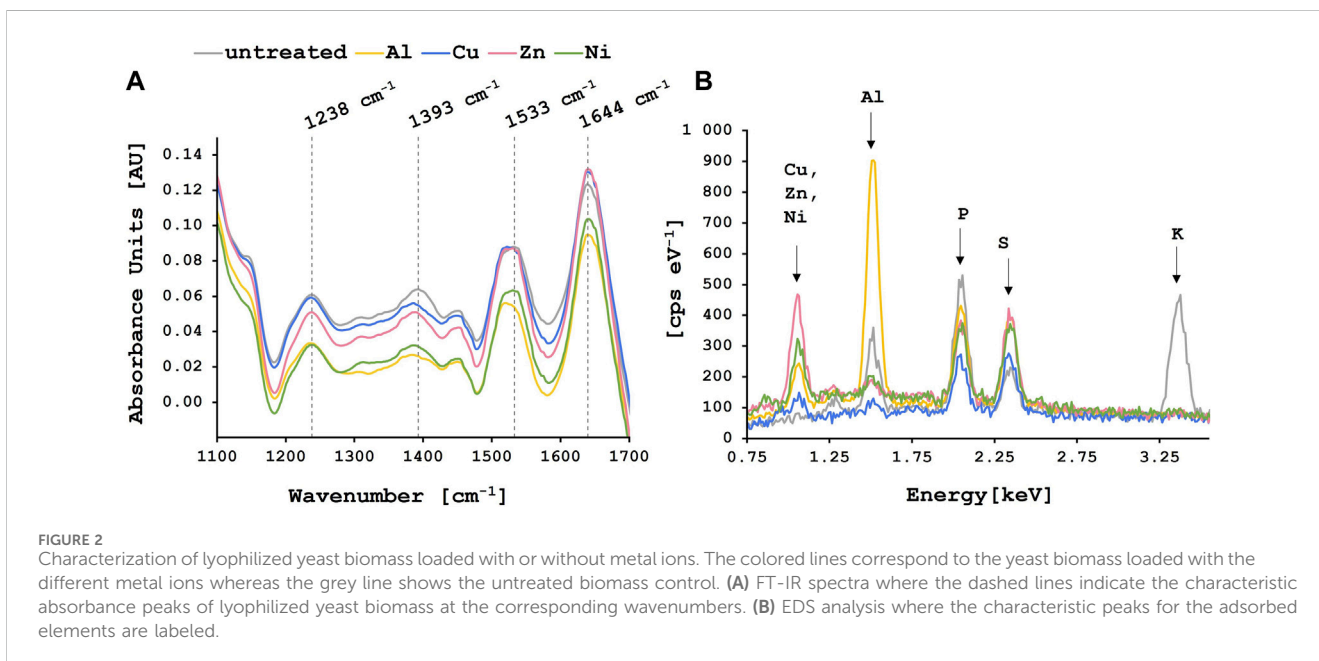 untreated Al Cu Zn Ni
A
1238 cm⁻¹
1393 cm⁻¹
1533 cm⁻¹
1644 cm⁻¹
Absorbance Units [AU]
0.14
0.12
0.10
0.08
0.06
0.04
0.02
0.00
1100 1200 1300 1400 1500 1600 1700
Wavenumber [cm⁻¹]
B
[cps eV⁻¹]
1 000
900
800
700
600
500
400
300
200
100
0
Cu,
Zn,
Ni
Al
P
S
K
0.75 1.25 1.75 2.25 2.75 3.25
Energy[keV]
FIGURE 2
Characterization of lyophilized yeast biomass loaded with or without metal ions. The colored lines correspond to the yeast biomass loaded with the
different metal ions whereas the grey line shows the untreated biomass control. (A) FT-IR spectra where the dashed lines indicate the characteristic
absorbance peaks of lyophilized yeast biomass at the corresponding wavenumbers. (B) EDS analysis where the characteristic peaks for the adsorbed
elements are labeled.